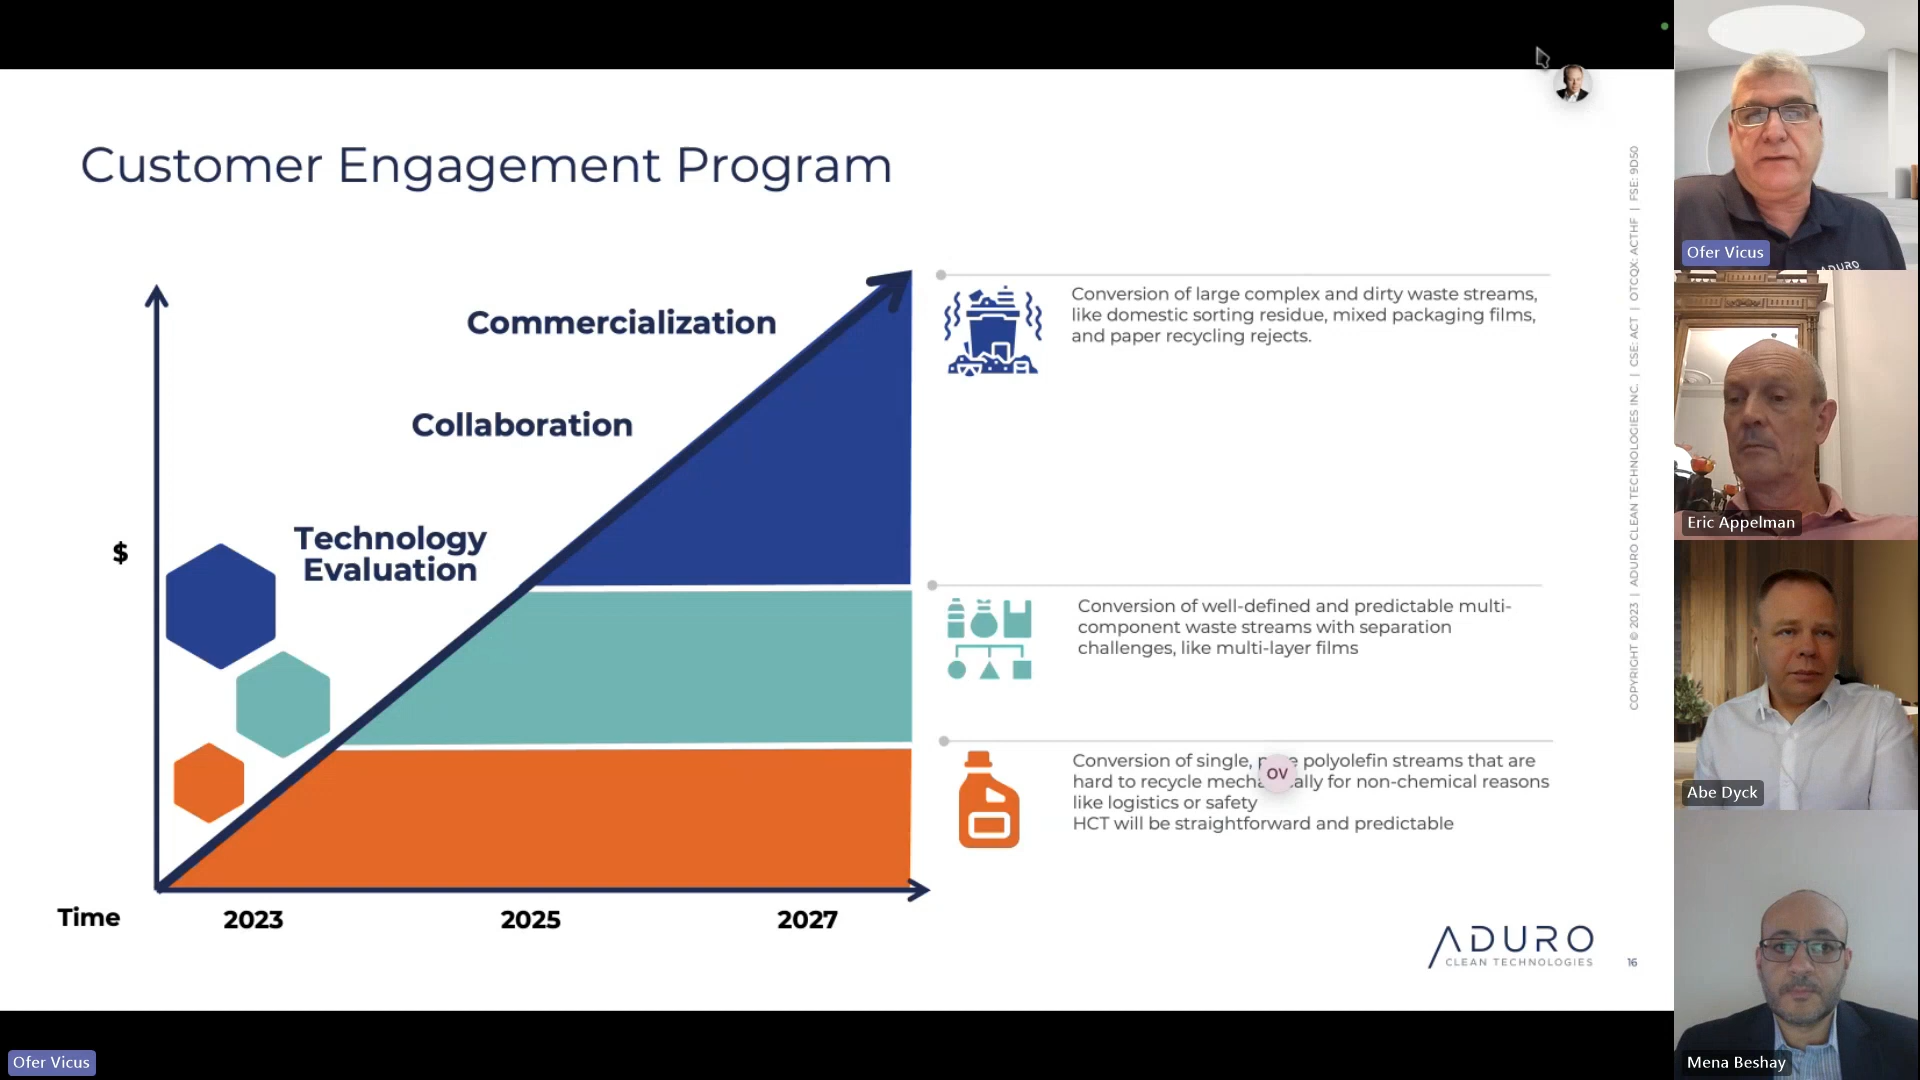 Customer Engagement Program
Commercialization
Collaboration
Technology
Evaluation
$
Time
2023
2025
2027
Conversion of large complex and dirty waste streams,
like domestic sorting residue, mixed packaging films,
and paper recycling rejects.
Conversion of well-defined and predictable multi-
component waste streams with separation
challenges, like multi-layer films
Conversion of single, polyolefin streams that are
hard to recycle for non-chemical reasons
like logistics or safety
HCT will be straightforward and predictable
OV
COPYRIGHT © 2023 | ADURO CLEAN TECHNOLOGIES INC. | CSE: ACT | OTCQX: ACTHF | FSE: 9D50
ADURO
CLEAN TECHNOLOGIES
16
Ofer Vicus
ADURO
Ofer Vicus
Eric Appelman
Abe Dyck
Mena Beshay